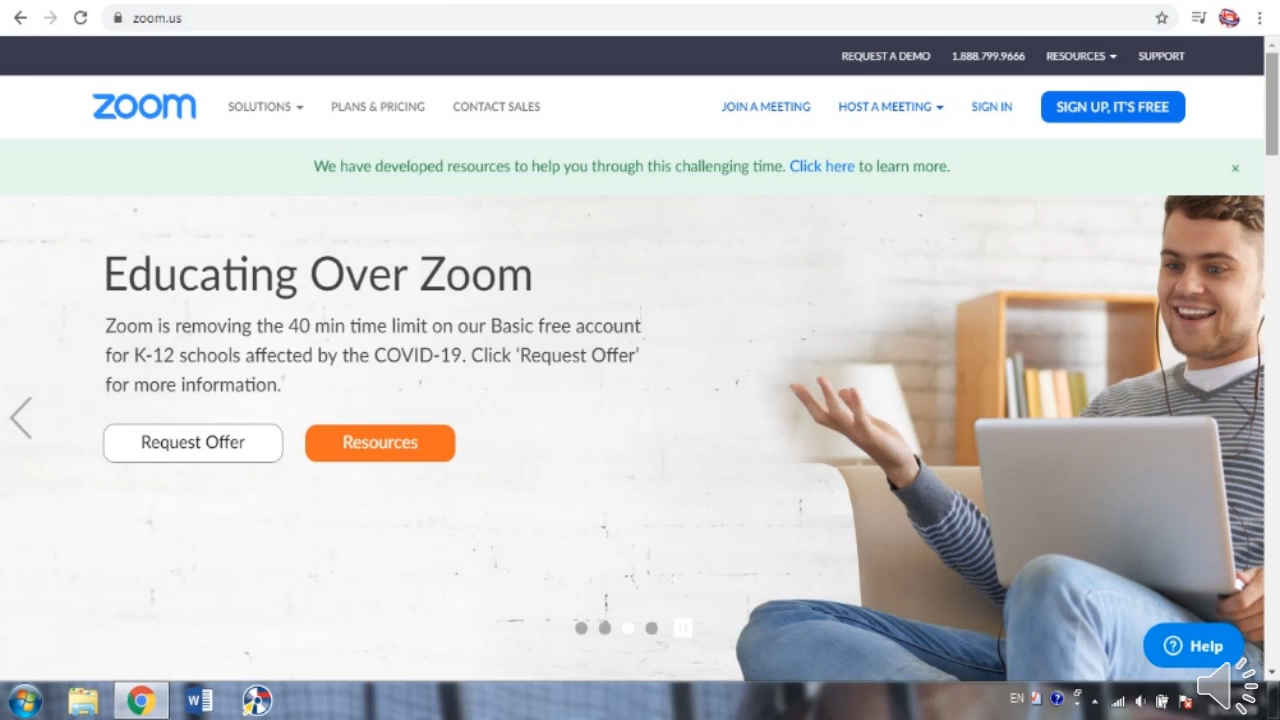 zoom.us
REQUEST A DEMO 1.888.799.9666 RESOURCES SUPPORT
zoom SOLUTIONS PLANS & PRICING CONTACT SALES JOIN A MEETING HOST A MEETING SIGN IN SIGN UP, IT'S FREE
We have developed resources to help you through this challenging time. Click here to learn more. ×
Educating Over Zoom
Zoom is removing the 40 min time limit on our Basic free account
for K-12 schools affected by the COVID-19. Click ‘Request Offer’
for more information.
Request Offer Resources
Help
EN